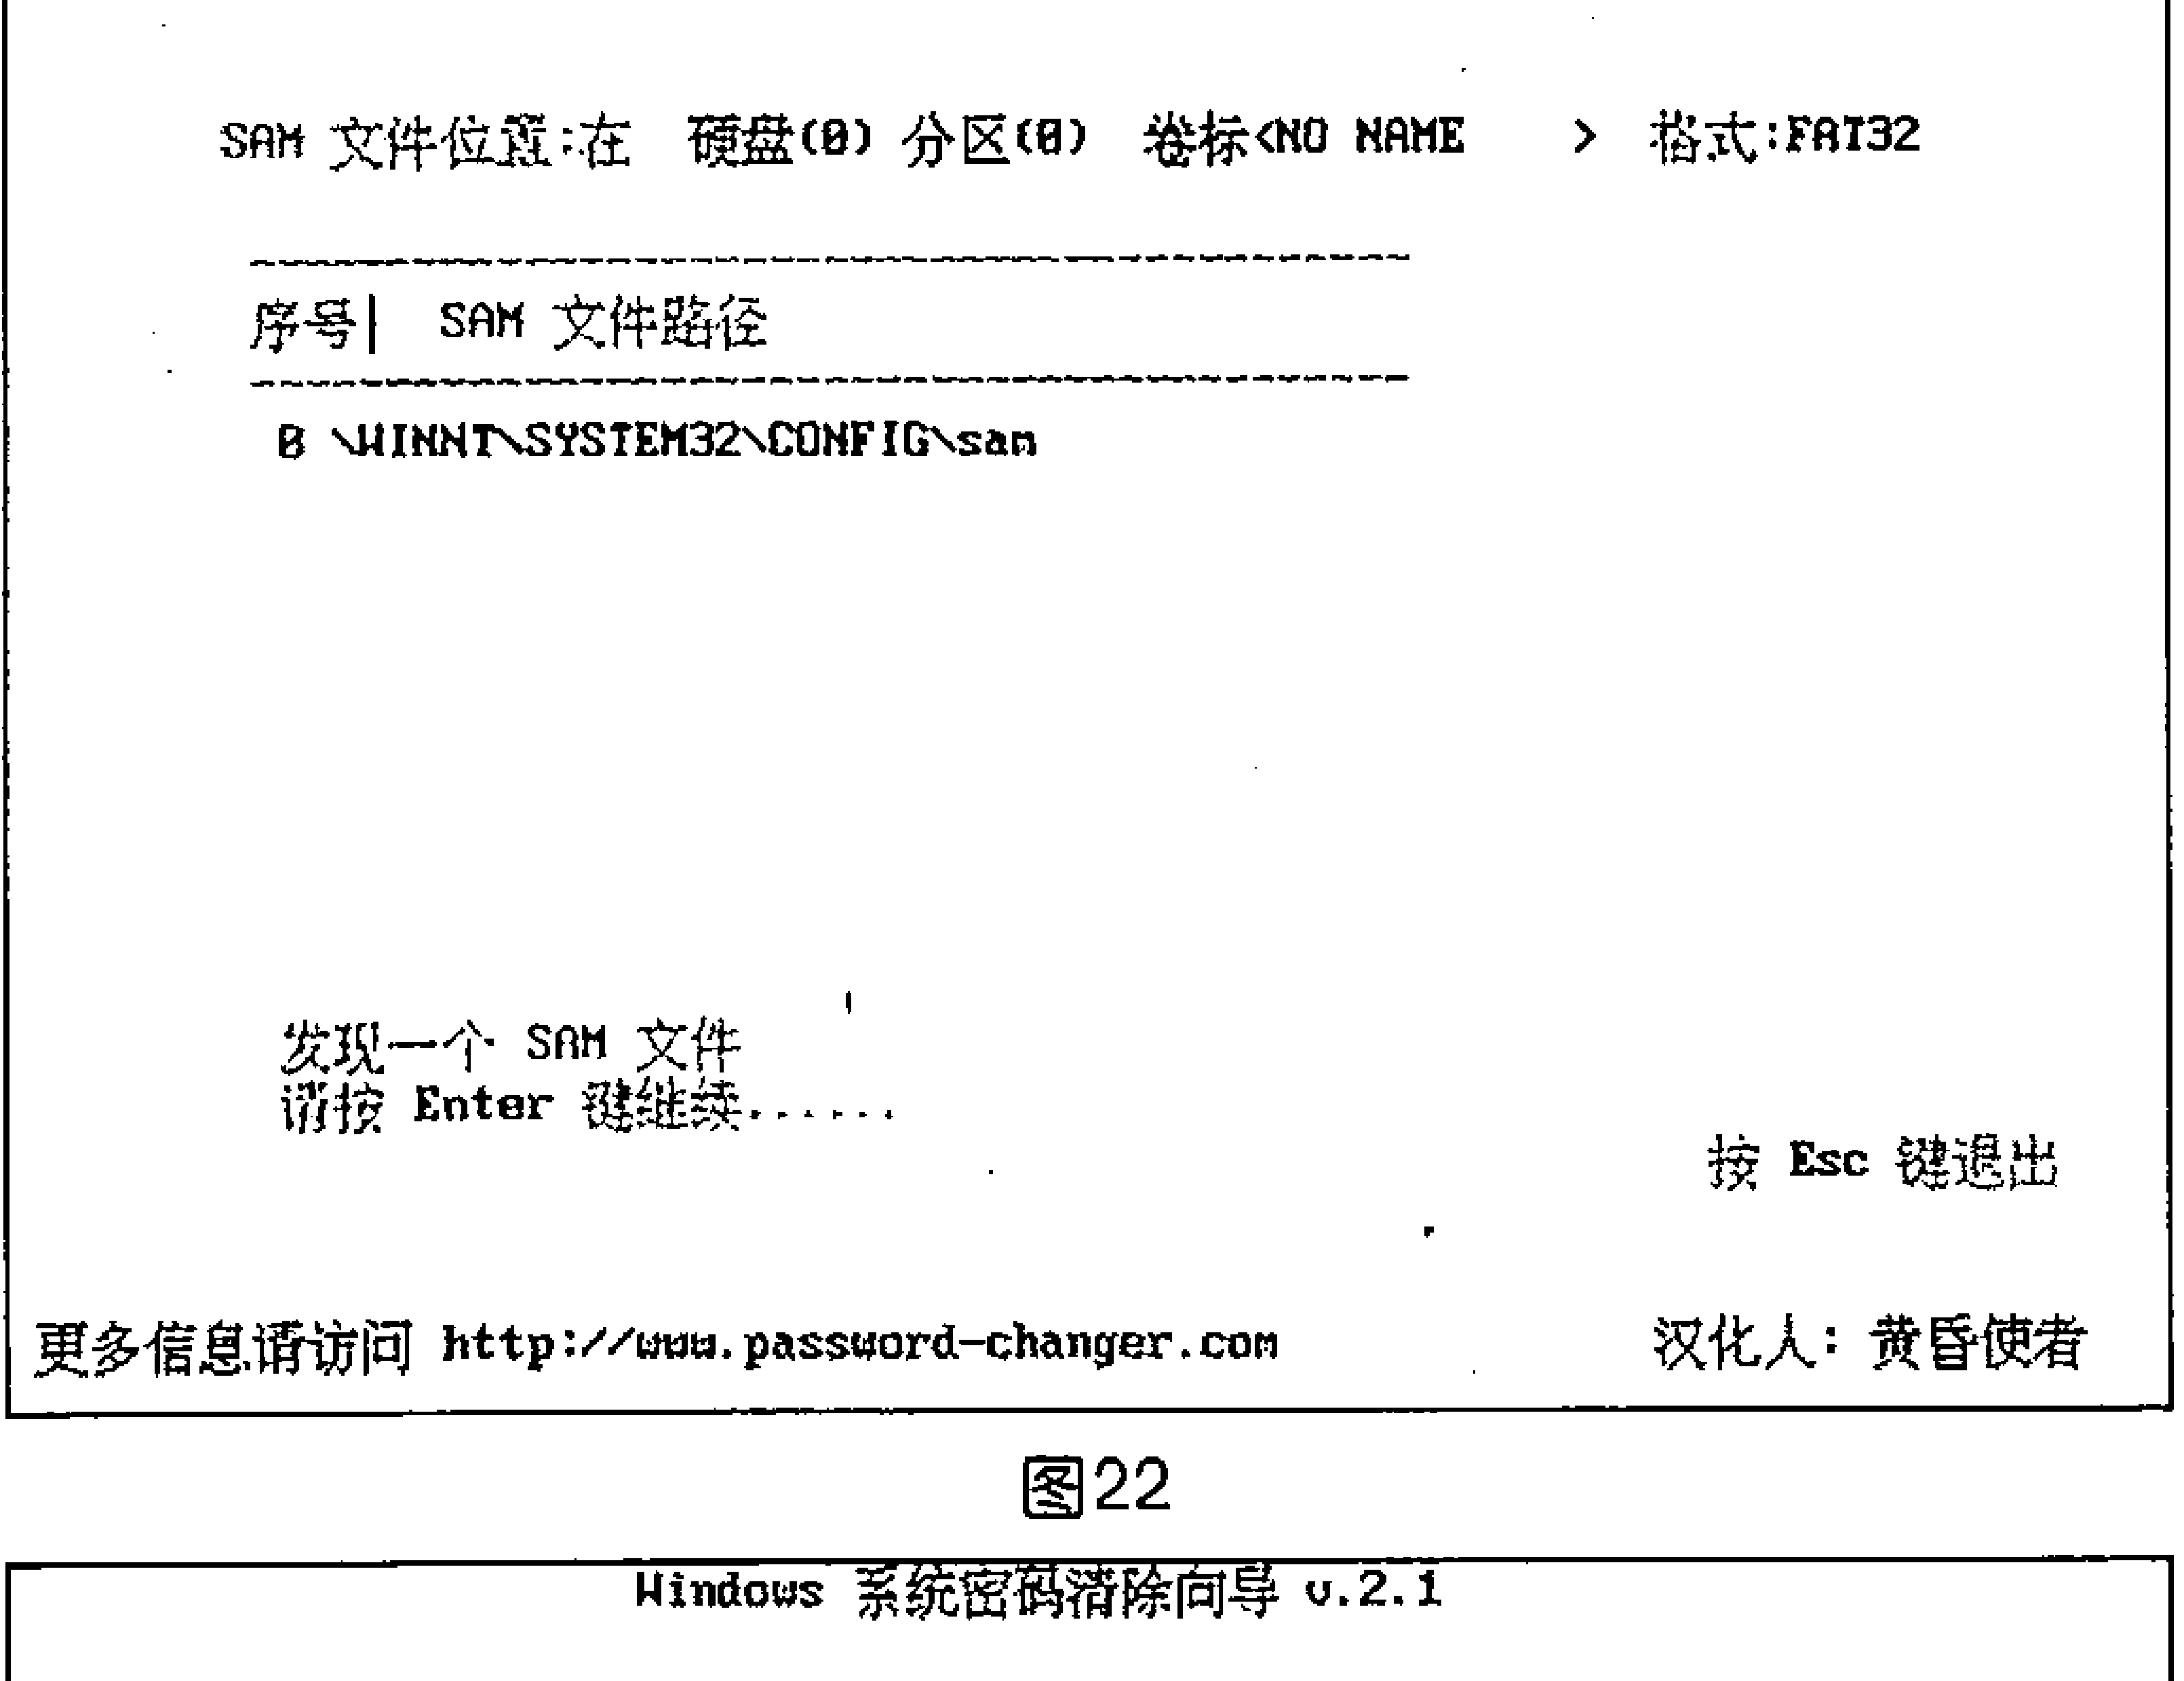 SAM 文件位置:在 硬盘(0) 分区(0) 卷标<NO NAME > 格式:FAT32
--------------------------------------------
序号| SAM 文件路径
--------------------------------------------
0 \WINNT\SYSTEM32\CONFIG\sam
发现一个 SAM 文件
请按 Enter 键继续......
按 Esc 键退出
更多信息请访问 http://www.password-changer.com 汉化人: 黄昏使者
图22
Windows 系统密码清除向导 v.2.1